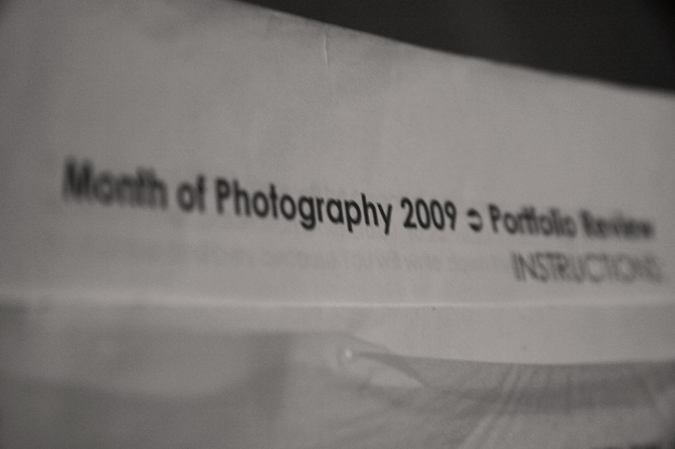 Month of Photography 2009 ➲ Portfolio Review
INSTRUCTIONS